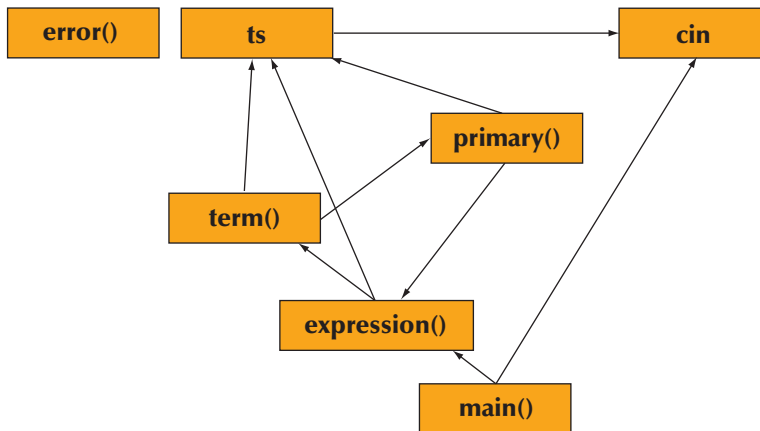 error()
ts
cin
primary()
term()
expression()
main()